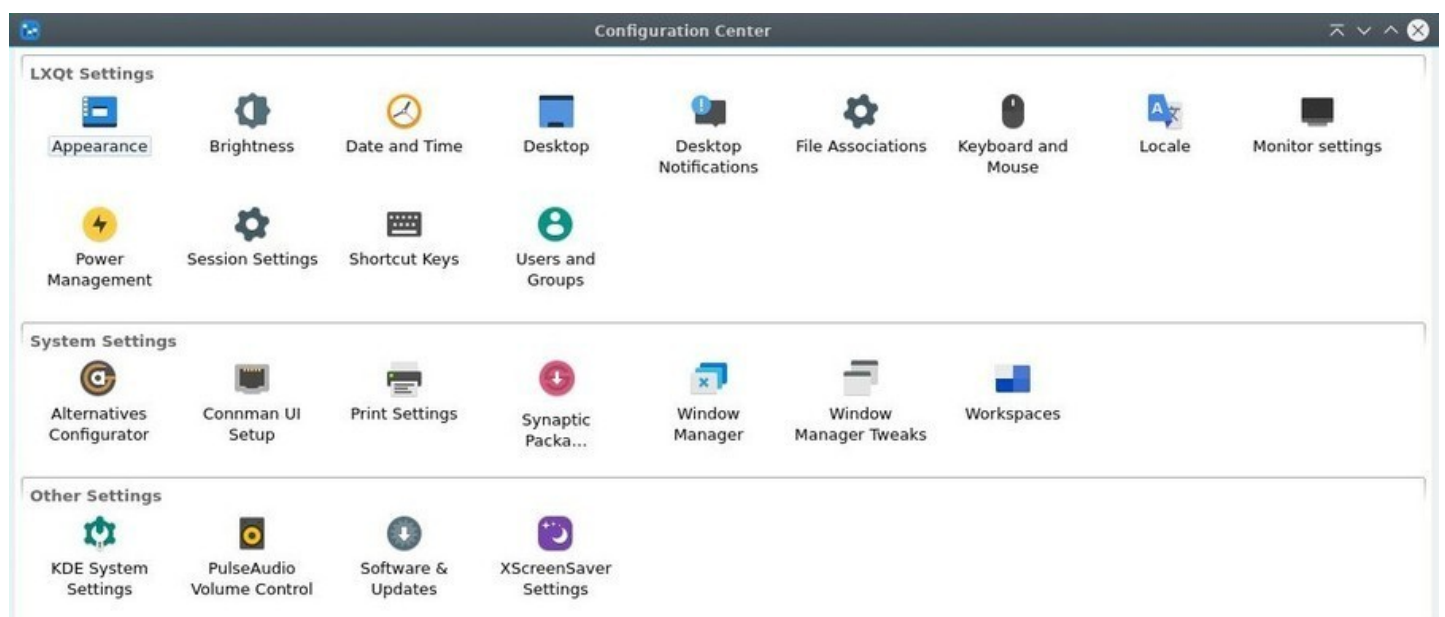 Configuration Center
LXQt Settings
Appearance Brightness Date and Time Desktop Desktop File Associations Keyboard and Locale Monitor settings
Notifications Mouse
Power Session Settings Shortcut Keys Users and
Management Groups
System Settings
Alternatives Connman UI Print Settings Synaptic Window Window Workspaces
Configurator Setup Packa... Manager Manager Tweaks
Other Settings
KDE System PulseAudio Software & XScreenSaver
Settings Volume Control Updates Settings